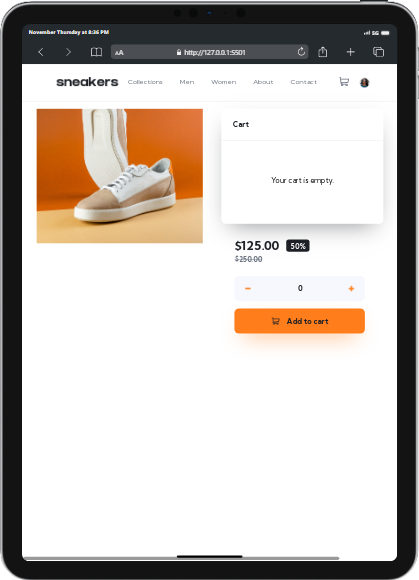 November Thursday at 8:36 PM
5G
AA
http://127.0.0.1:5501
sneakers Collections Men Women About Contact
Cart
Your cart is empty.
$125.00 50%
$250.00
− 0 +
Add to cart